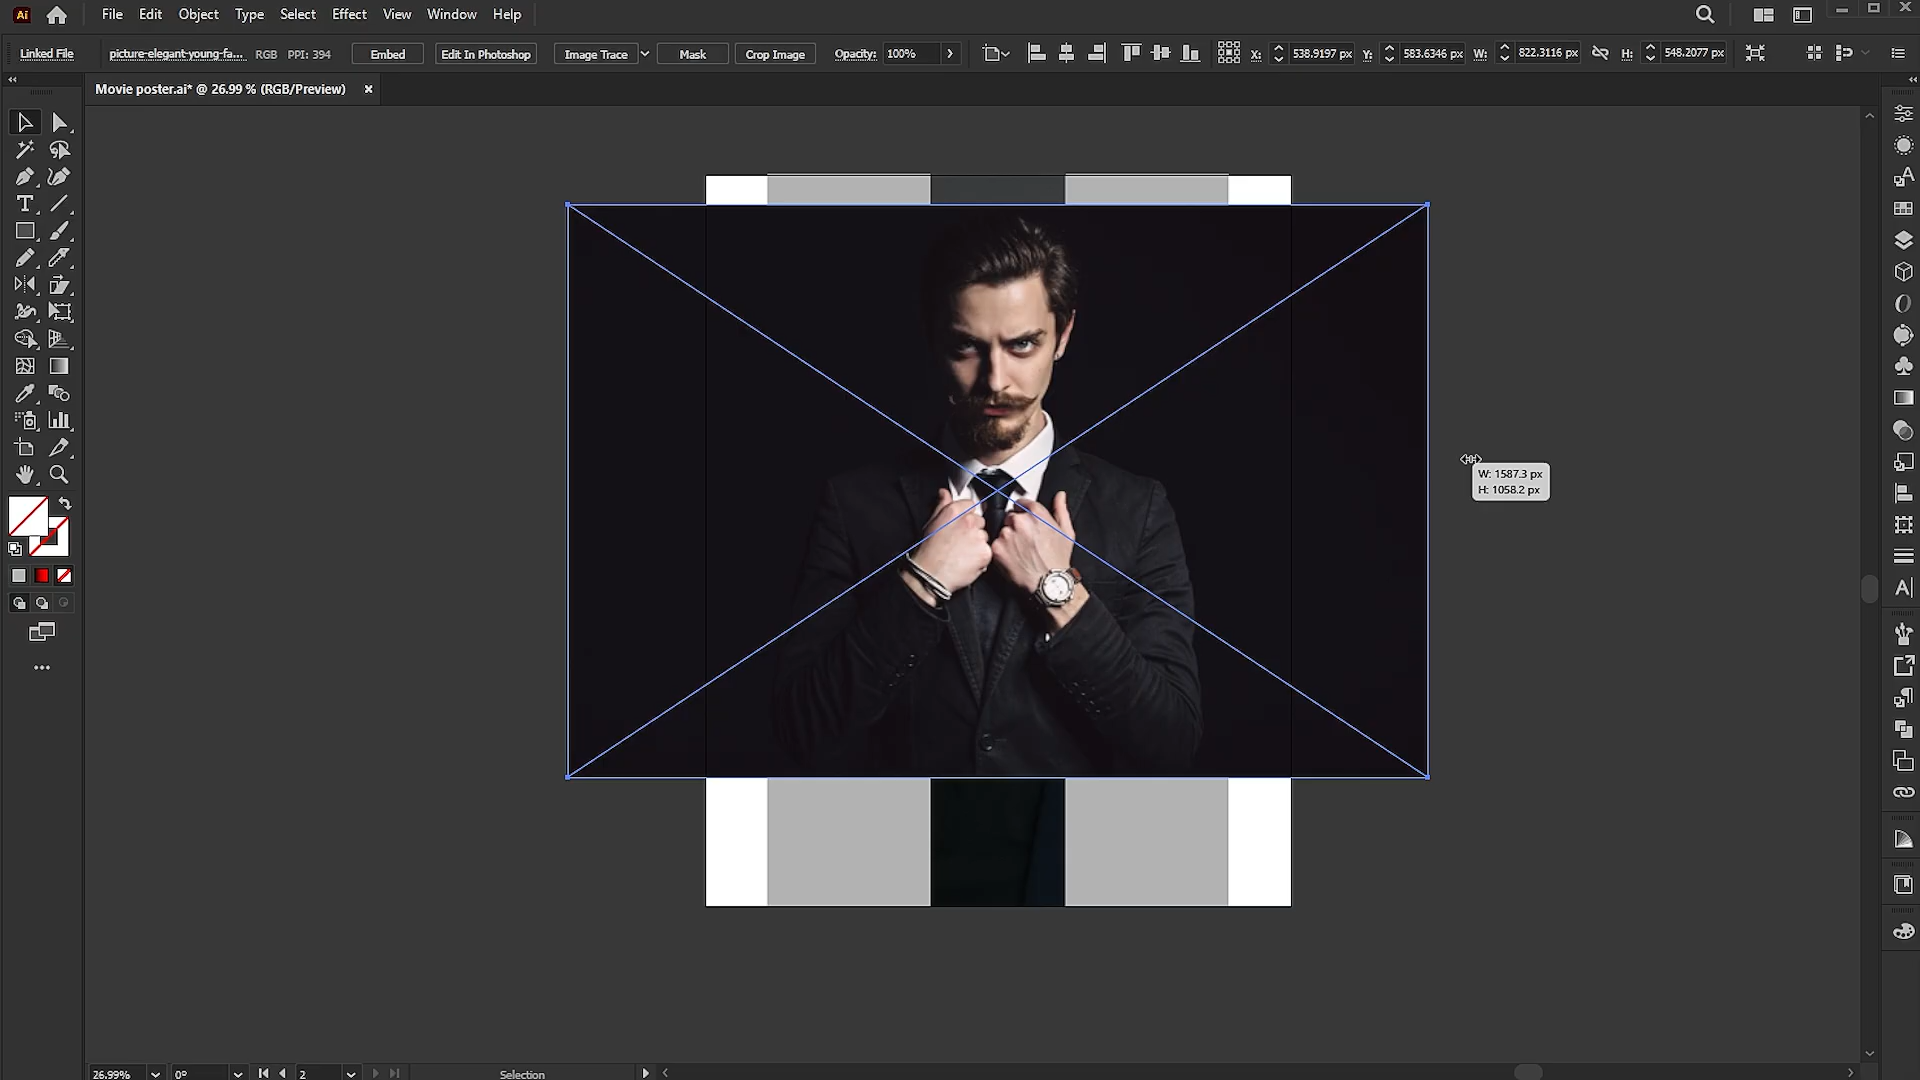 Ai File Edit Object Type Select Effect View Window Help
Linked File picture-elegant-young-fa... RGB PPI: 394 Embed Edit In Photoshop Image Trace Mask Crop Image Opacity: 100% X: 538.9197 px Y: 583.6346 px W: 822.3116 px H: 548.2077 px
Movie poster.ai* @ 26.99 % (RGB/Preview)
W: 1587.3 px
H: 1058.2 px
26.99% 0° 2 Selection